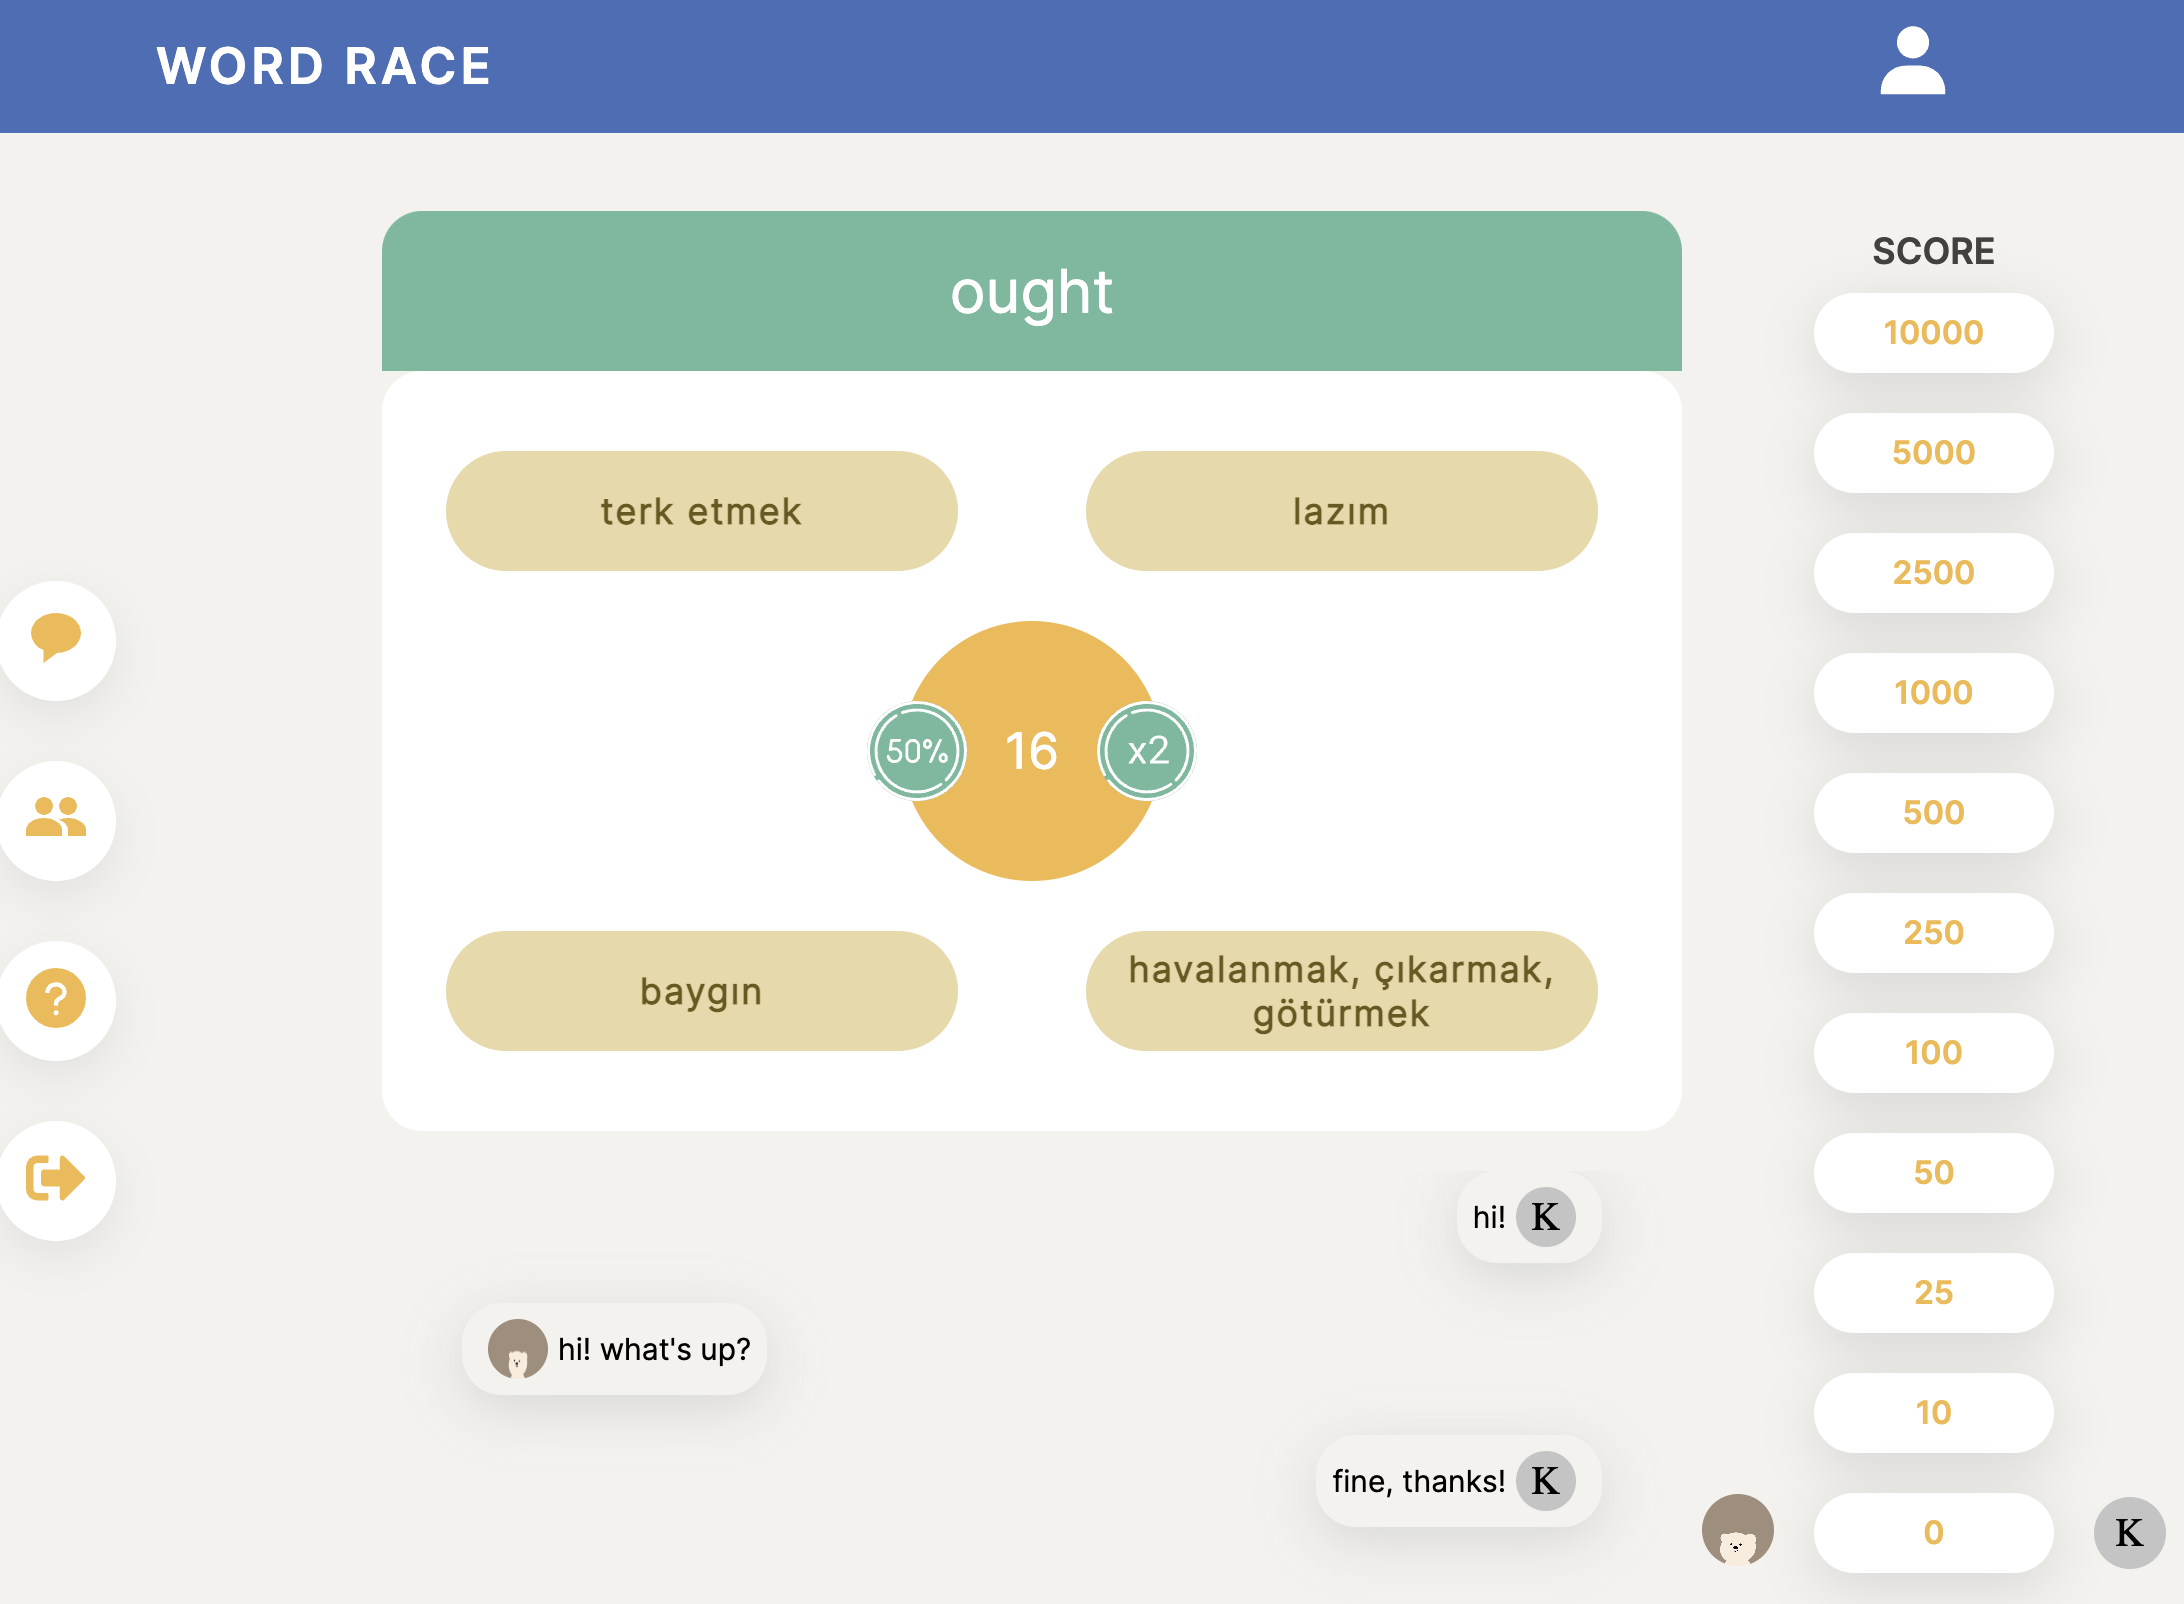 WORD RACE
ought
terk etmek
lazım
50%
16
x2
baygın
havalanmak, çıkarmak,
götürmek
hi! K
hi! what's up?
fine, thanks! K
SCORE
10000
5000
2500
1000
500
250
100
50
25
10
0
K
?